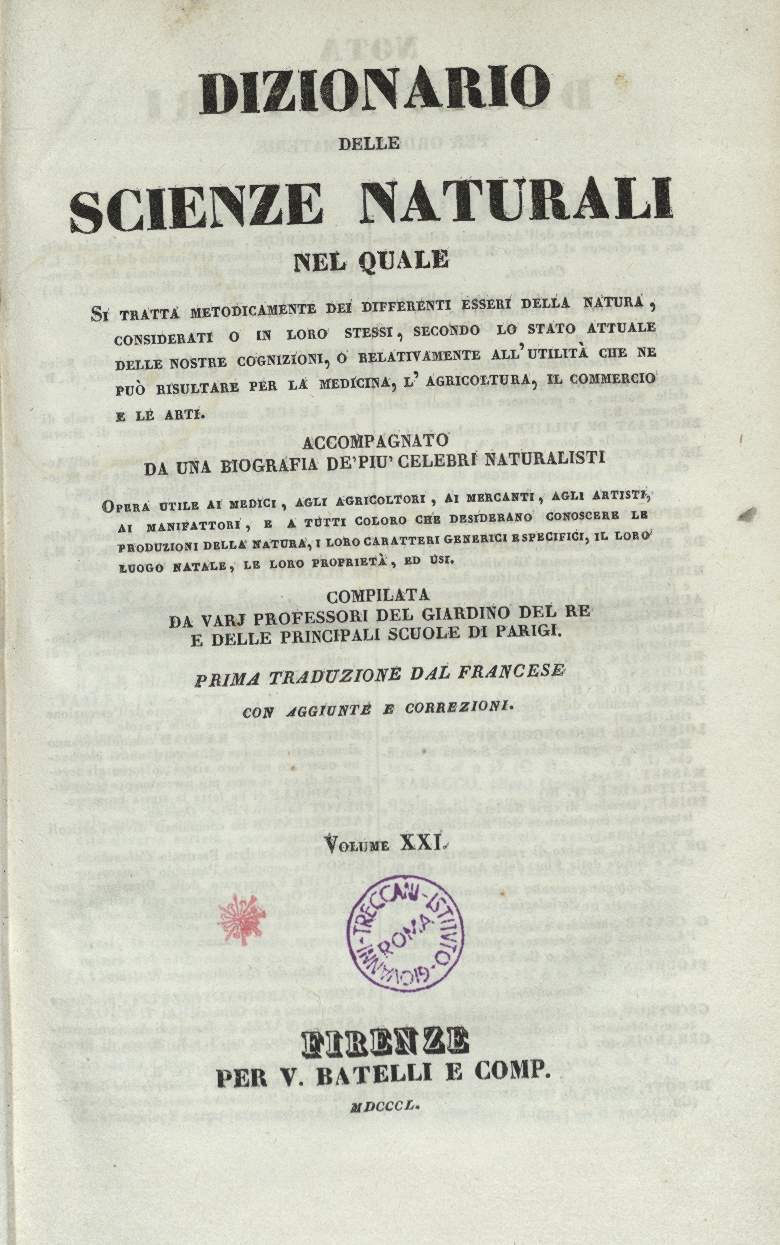 DIZIONARIO
DELLE
SCIENZE NATURALI
NEL QUALE
SI TRATTA METODICAMENTE DEI DIFFERENTI ESSERI DELLA NATURA,
CONSIDERATI O IN LORO STESSI, SECONDO LO STATO ATTUALE
DELLE NOSTRE COGNIZIONI, O RELATIVAMENTE ALL'UTILITÀ CHE NE
PUÒ RISULTARE PER LA MEDICINA, L'AGRICOLTURA, IL COMMERCIO
E LE ARTI.
ACCOMPAGNATO
DA UNA BIOGRAFIA DE'PIU' CELEBRI NATURALISTI
OPERA UTILE AI MEDICI, AGLI AGRICOLTORI, AI MERCANTI, AGLI ARTISTI,
AI MANIFATTORI, E A TUTTI COLORO CHE DESIDERANO CONOSCERE LE
PRODUZIONI DELLA NATURA, I LORO CARATTERI GENERICI E SPECIFICI, IL LORO
LUOGO NATALE, LE LORO PROPRIETÀ, ED USI.
COMPILATA
DA VARJ PROFESSORI DEL GIARDINO DEL RE
E DELLE PRINCIPALI SCUOLE DI PARIGI.
PRIMA TRADUZIONE DAL FRANCESE
CON AGGIUNTE E CORREZIONI.
VOLUME XXI.
ISTITVTO-GIOVANNI-TRECCANI-
ROMA
FIRENZE
PER V. BATELLI E COMP.
MDCCCL.